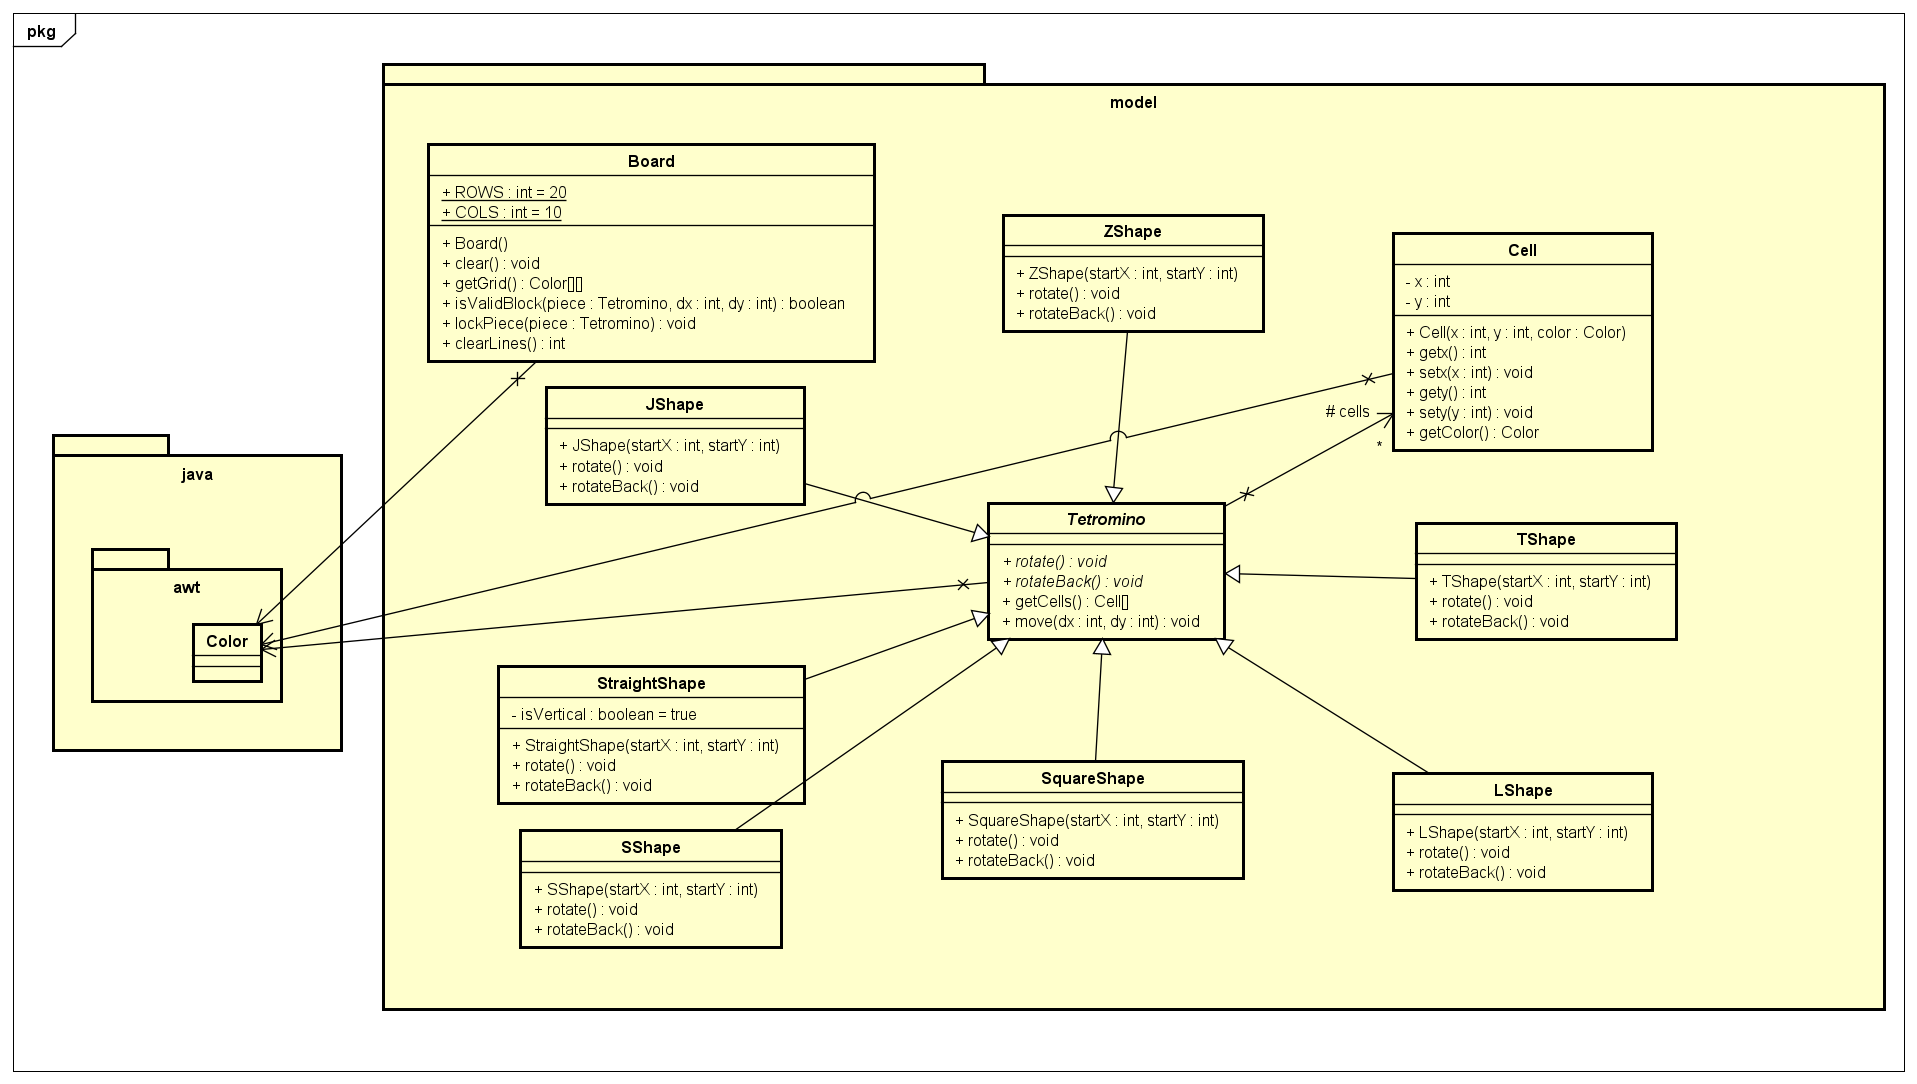 pkg
model
Board
+ ROWS : int = 20
+ COLS : int = 10
+ Board()
+ clear() : void
+ getGrid() : Color[][]
+ isValidBlock(piece : Tetromino, dx : int, dy : int) : boolean
+ lockPiece(piece : Tetromino) : void
+ clearLines() : int
ZShape
+ ZShape(startX : int, startY : int)
+ rotate() : void
+ rotateBack() : void
Cell
- x : int
- y : int
+ Cell(x : int, y : int, color : Color)
+ getx() : int
+ setx(x : int) : void
+ gety() : int
+ sety(y : int) : void
+ getColor() : Color
# cells
*
JShape
+ JShape(startX : int, startY : int)
+ rotate() : void
+ rotateBack() : void
java
awt
Color
Tetromino
+ rotate() : void
+ rotateBack() : void
+ getCells() : Cell[]
+ move(dx : int, dy : int) : void
TShape
+ TShape(startX : int, startY : int)
+ rotate() : void
+ rotateBack() : void
StraightShape
- isVertical : boolean = true
+ StraightShape(startX : int, startY : int)
+ rotate() : void
+ rotateBack() : void
SShape
+ SShape(startX : int, startY : int)
+ rotate() : void
+ rotateBack() : void
SquareShape
+ SquareShape(startX : int, startY : int)
+ rotate() : void
+ rotateBack() : void
LShape
+ LShape(startX : int, startY : int)
+ rotate() : void
+ rotateBack() : void